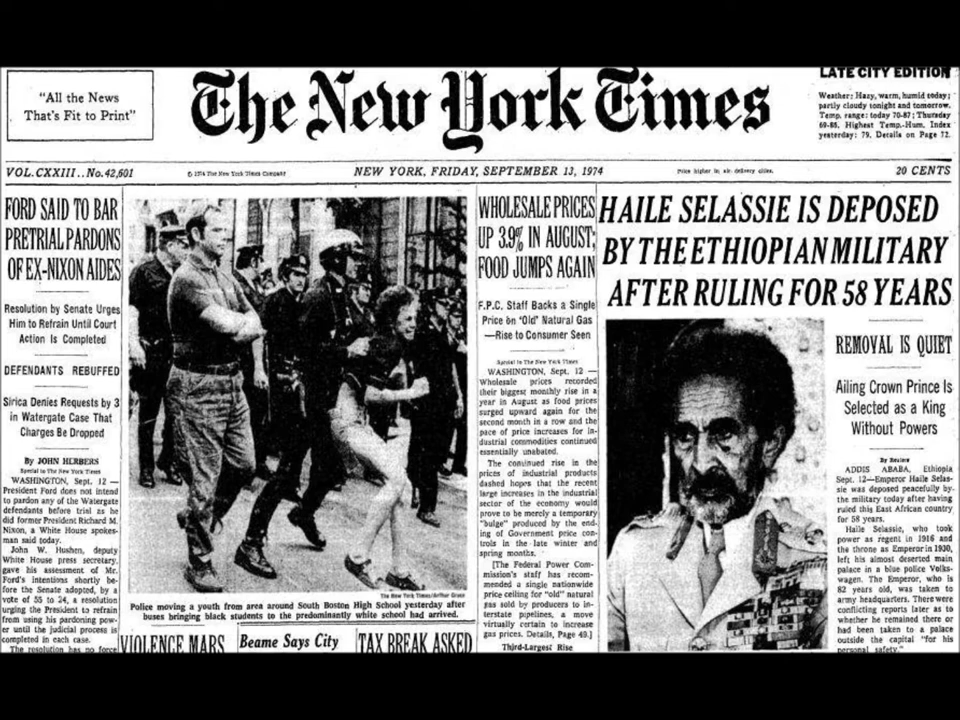 "All the News
That's Fit to Print"
The New York Times
LATE CITY EDITION
Weather: Hazy, warm, humid today;
partly cloudy tonight and tomorrow.
Temp. range: today 70-87; Thursday
69-86. Highest Temp.-Hum. Index
yesterday: 79. Details on Page 72.
VOL. CXXIII . . No. 42,601
© 1974 The New York Times Company
NEW YORK, FRIDAY, SEPTEMBER 13, 1974
Price higher in air delivery cities.
20 CENTS
FORD SAID TO BAR
PRETRIAL PARDONS
OF EX-NIXON AIDES
Resolution by Senate Urges
Him to Refrain Until Court
Action Is Completed
DEFENDANTS REBUFFED
Sirica Denies Requests by 3
in Watergate Case That
Charges Be Dropped
By JOHN HERBERS
Special to The New York Times
WASHINGTON, Sept. 12 —
President Ford does not intend
to pardon any of the Watergate
defendants before trial as he
did former President Richard M.
Nixon, a White House spokes-
man said today.
John W. Hushen, deputy
White House press secretary,
gave his assessment of Mr.
Ford's intentions shortly be-
fore the Senate adopted, by a
vote of 55 to 24, a resolution
urging the President to refrain
from using his pardoning pow-
er until the judicial process is
completed in each case.
The resolution has no force
The New York Times/Arthur Grace
Police moving a youth from area around South Boston High School yesterday after
buses bringing black students to the predominantly white school had arrived.
VIOLENCE MARS
Beame Says City
TAX BREAK ASKED
WHOLESALE PRICES
UP 3.9% IN AUGUST;
FOOD JUMPS AGAIN
F.P.C. Staff Backs a Single
Price on 'Old' Natural Gas
—Rise to Consumer Seen
Special to The New York Times
WASHINGTON, Sept. 12 —
Wholesale prices recorded
their biggest monthly rise in a
year in August as food prices
surged upward again for the
second month in a row and the
pace of price increases for in-
dustrial commodities continued
essentially unabated.
The continued rise in the
prices of industrial products
dashed hopes that the recent
large increases in the industrial
sector of the economy would
prove to be merely a temporary
"bulge" produced by the end-
ing of Government price con-
trols in the late winter and
spring months.
[The Federal Power Com-
mission's staff has recom-
mended a single nationwide
price ceiling for "old" natural
gas sold by producers to in-
terstate pipelines, a move
virtually certain to increase
gas prices. Details, Page 49.]
Third-Largest Rise
HAILE SELASSIE IS DEPOSED
BY THE ETHIOPIAN MILITARY
AFTER RULING FOR 58 YEARS
REMOVAL IS QUIET
Ailing Crown Prince Is
Selected as a King
Without Powers
By Reuters
ADDIS ABABA, Ethiopia
Sept. 12—Emperor Haile Selas-
sie was deposed peacefully by
the military today after having
ruled this East African country
for 58 years.
Haile Selassie, who took
power as regent in 1916 and
the throne as Emperor in 1930,
left his almost deserted main
palace in a blue police Volks-
wagen. The Emperor, who is
82 years old, was taken to
army headquarters. There were
conflicting reports later as to
whether he remained there or
had been taken to a palace
outside the capital "for his
personal safety."